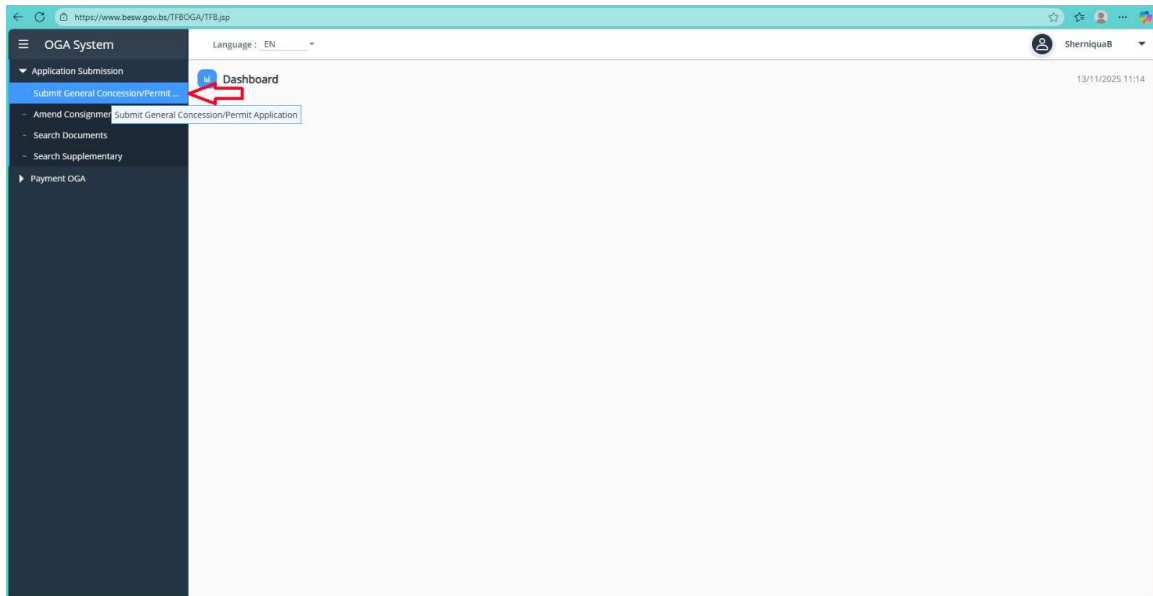 https://www.besw.gov.bs/TFBOGA/TFB.jsp
OGA System
Language : EN
SherniquaB
Application Submission
Dashboard
13/11/2025 11:14
- Submit General Concession/Permit ...
- Amend Consignmen
Submit General Concession/Permit Application
- Search Documents
- Search Supplementary
Payment OGA